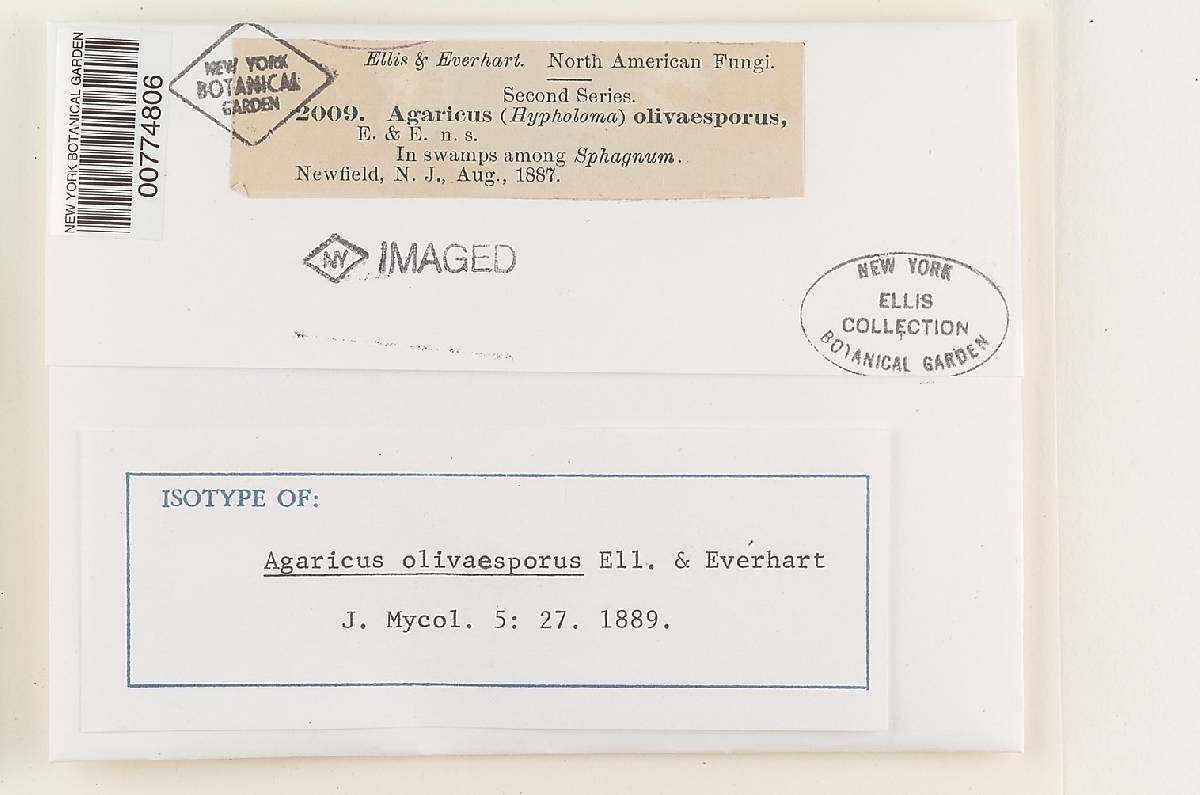 NEW YORK BOTANICAL GARDEN
00774806
NEW YORK
BOTANICAL
GARDEN
Ellis & Everhart. North American Fungi.
Second Series.
2009. Agaricus (Hypholoma) olivaesporus,
E. & E. n. s.
In swamps among Sphagnum.
Newfield, N. J., Aug., 1887.
NY IMAGED
NEW YORK
ELLIS
COLLECTION
BOTANICAL GARDEN
ISOTYPE OF:
Agaricus olivaesporus Ell. & Everhart
J. Mycol. 5: 27. 1889.